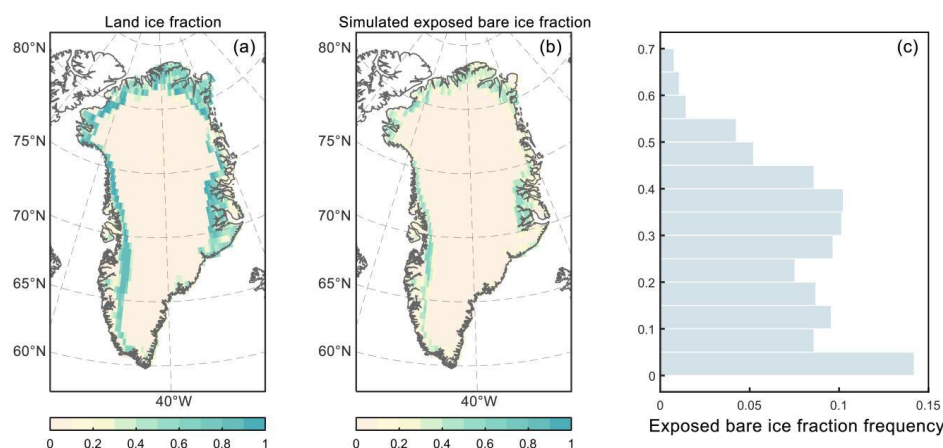 Land ice fraction
(a)
80°N
75°N
70°N
65°N
60°N
40°W
0 0.2 0.4 0.6 0.8 1
Simulated exposed bare ice fraction
(b)
80°N
75°N
70°N
65°N
60°N
40°W
0 0.2 0.4 0.6 0.8 1
(c)
0.7
0.6
0.5
0.4
0.3
0.2
0.1
0
0 0.05 0.1 0.15
Exposed bare ice fraction frequency